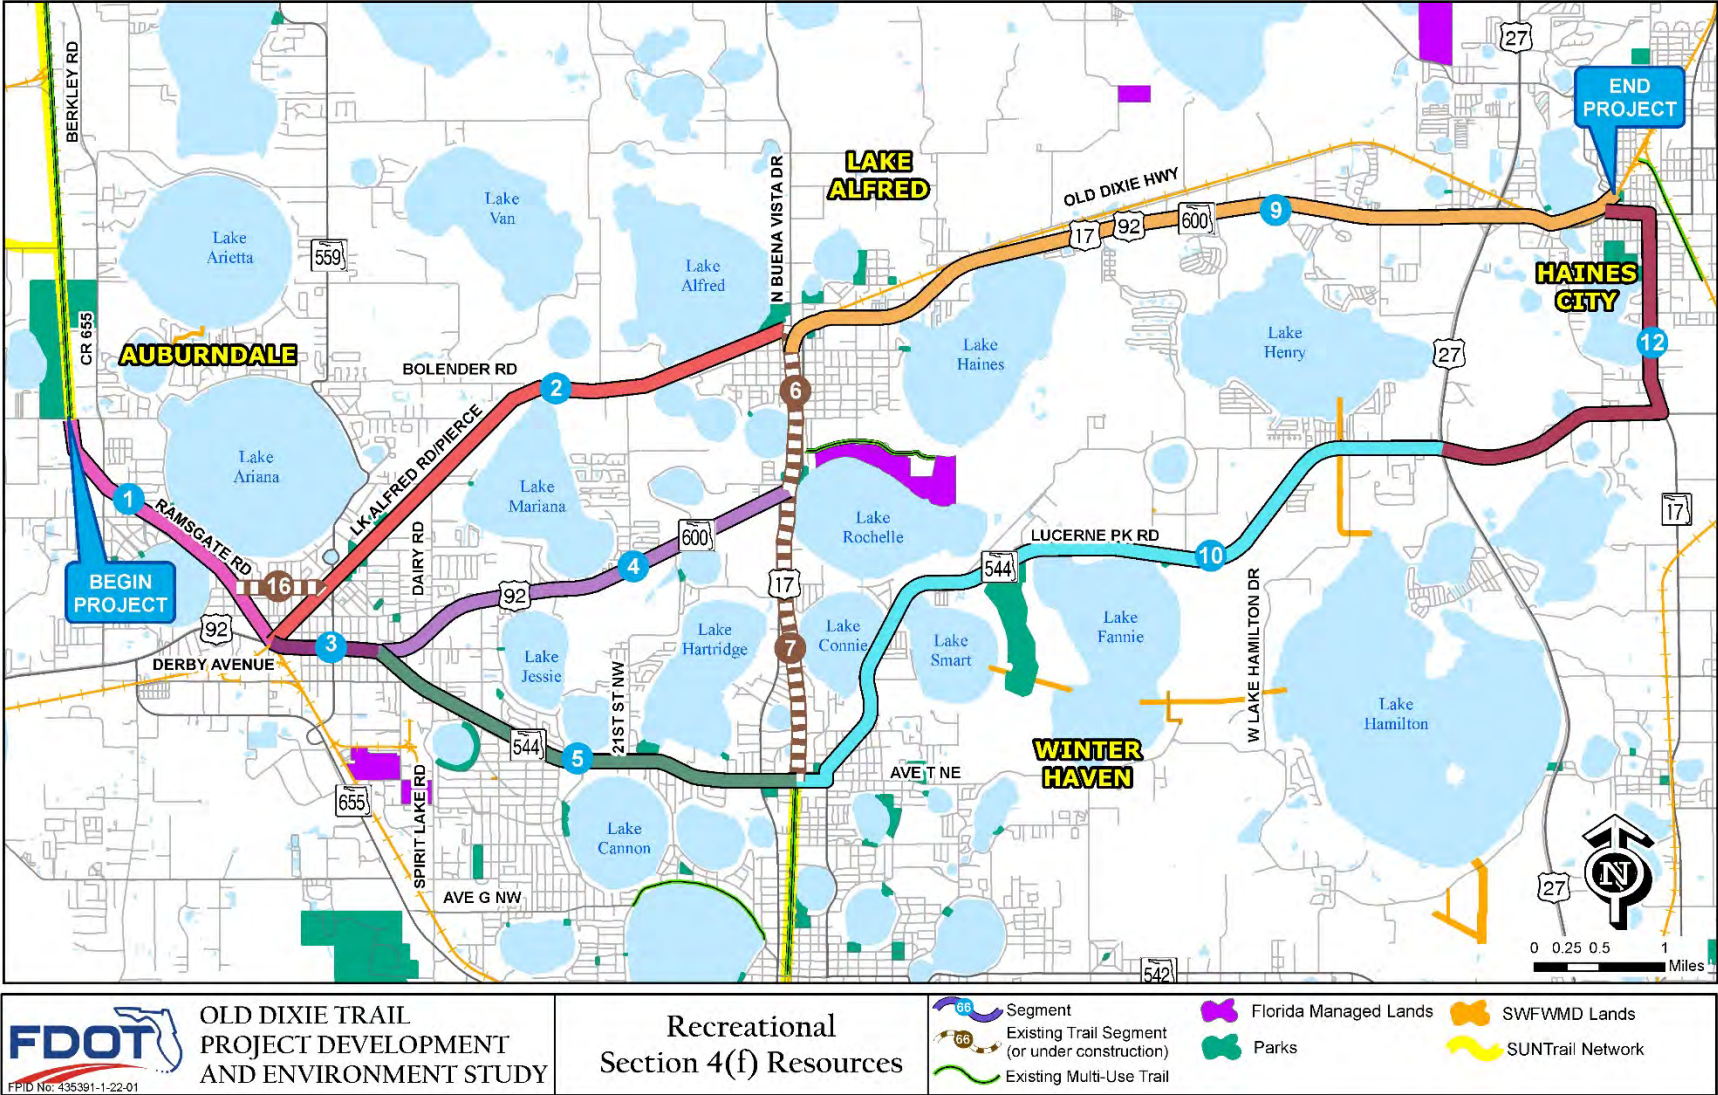 27
BERKLEY RD
END
PROJECT
LAKE
ALFRED
OLD DIXIE HWY
N BUENA VISTA DR
Lake
Van
Lake
Arietta
559
Lake
Alfred
17
92
600
9
HAINES
CITY
CR 655
AUBURNDALE
BOLENDER RD
2
6
Lake
Haines
Lake
Henry
27
12
LK ALFRED RD/PIERCE
Lake
Ariana
1
RAMSGATE RD
Lake
Mariana
Lake
Rochelle
600
4
17
DAIRY RD
LUCERNE PK RD
544
10
17
BEGIN
PROJECT
16
92
92
3
DERBY AVENUE
Lake
Jessie
Lake
Hartridge
7
Lake
Connie
Lake
Smart
Lake
Fannie
W LAKE HAMILTON DR
Lake
Hamilton
21ST ST NW
544
5
WINTER
HAVEN
AVE T NE
655
SPIRIT LAKE RD
Lake
Cannon
AVE G NW
27
N
542
0 0.25 0.5 1
Miles
FDOT
FPID No: 435391-1-22-01
OLD DIXIE TRAIL
PROJECT DEVELOPMENT
AND ENVIRONMENT STUDY
Recreational
Section 4(f) Resources
66 Segment
66 Existing Trail Segment
(or under construction)
Existing Multi-Use Trail
Florida Managed Lands
Parks
SWFWMD Lands
SUNTrail Network